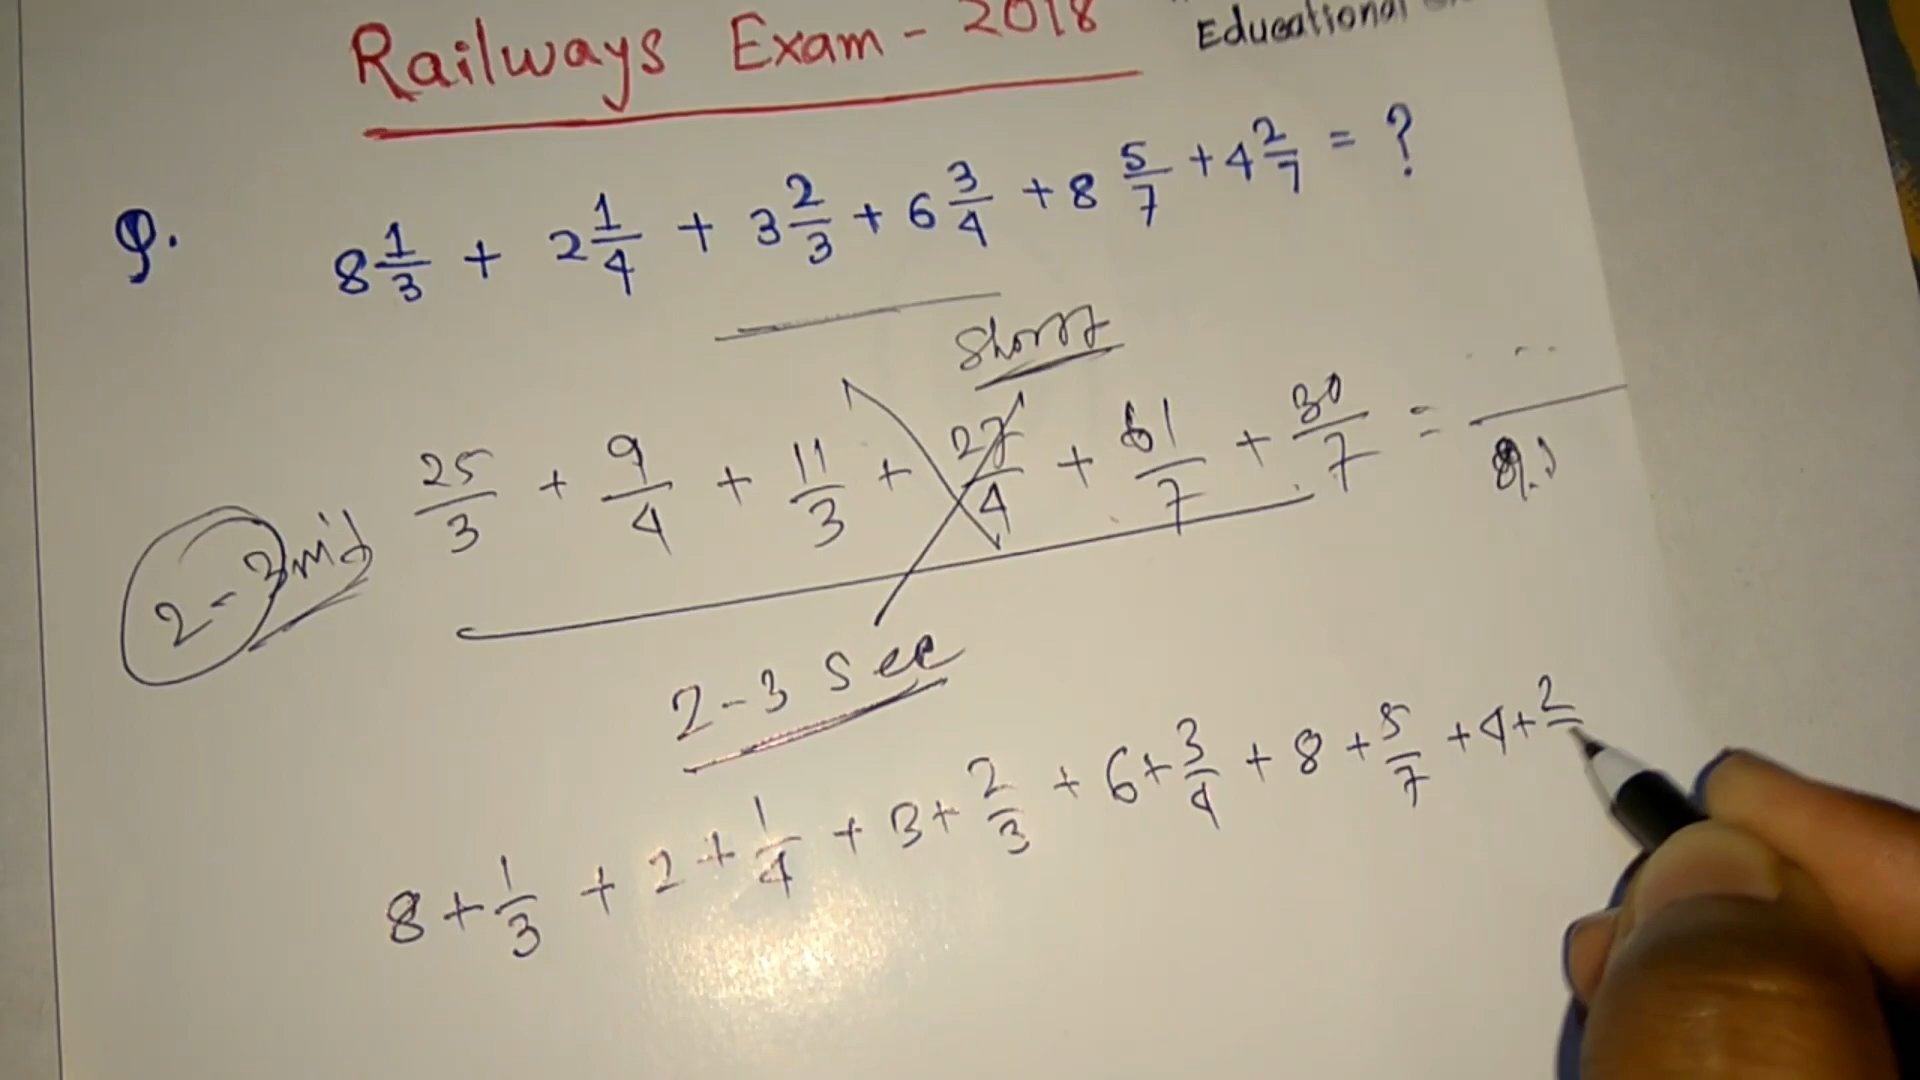 Railways Exam - 2018
Educational
Q. 8 1/3 + 2 1/4 + 3 2/3 + 6 3/4 + 8 5/7 + 4 2/7 = ?
Short
25/3 + 9/4 + 11/3 + 27/4 + 61/7 + 30/7 =
2-3
2-3 Sec
8 + 1/3 + 2 + 1/4 + 3 + 2/3 + 6 + 3/4 + 8 + 5/7 + 4 + 2